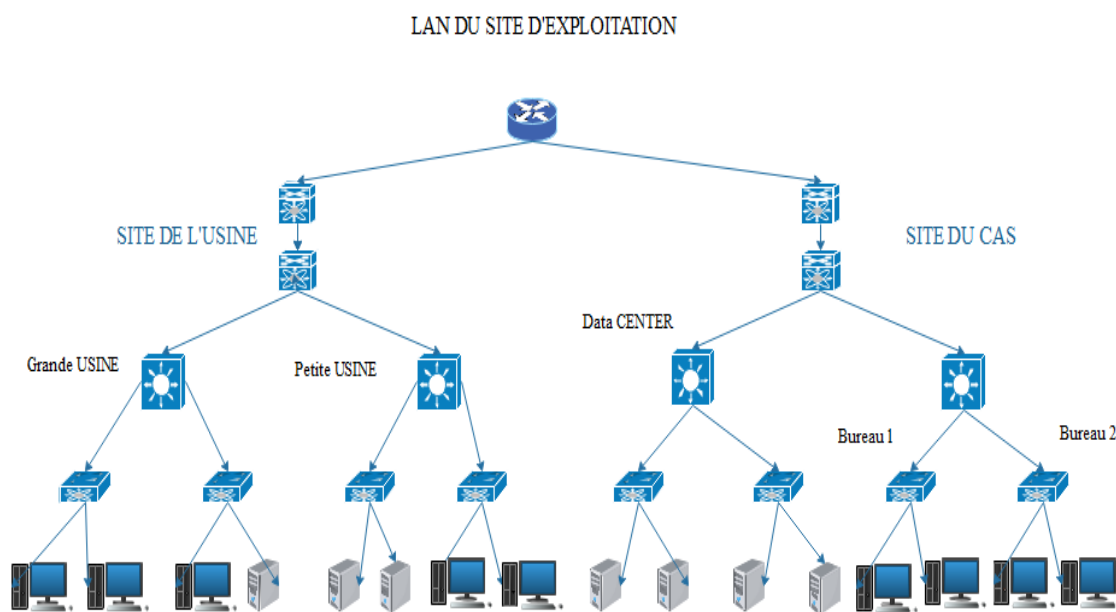 LAN DU SITE D'EXPLOITATION
SITE DE L'USINE
SITE DU CAS
Data CENTER
Grande USINE
Petite USINE
Bureau 1
Bureau 2